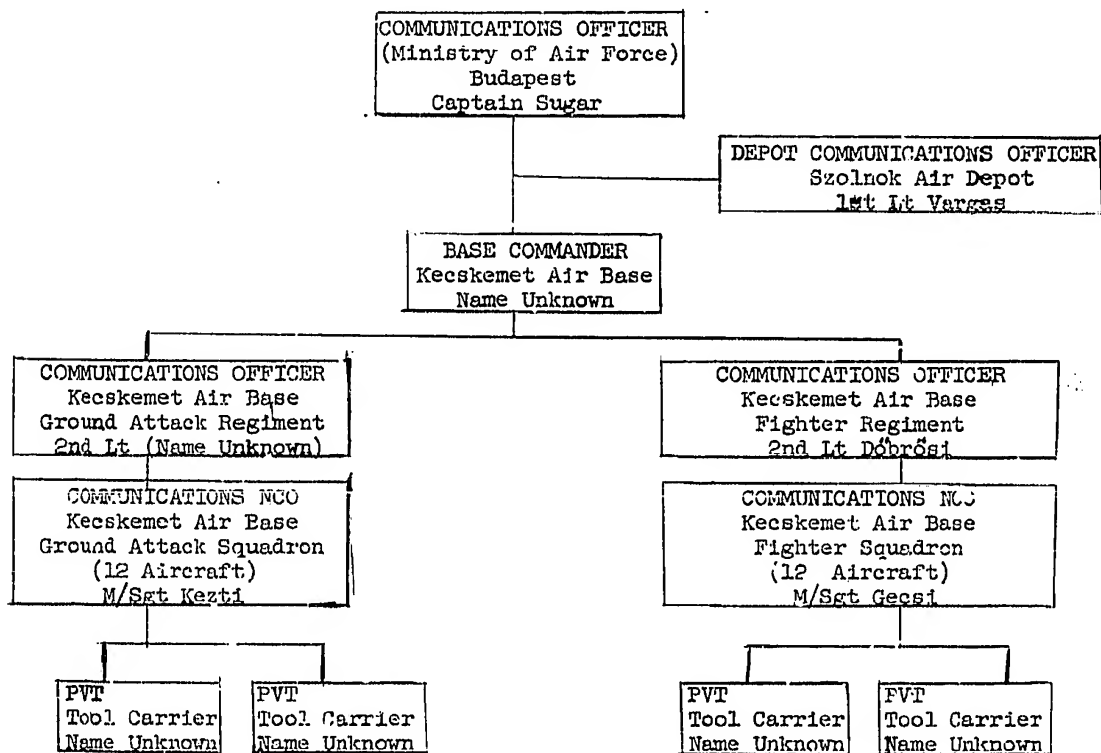 COMMUNICATIONS OFFICER
(Ministry of Air Force)
Budapest
Captain Sugar
DEPOT COMMUNICATIONS OFFICER
Szolnok Air Depot
1st Lt Vargas
BASE COMMANDER
Kecskemet Air Base
Name Unknown
COMMUNICATIONS OFFICER
Kecskemet Air Base
Ground Attack Regiment
2nd Lt (Name Unknown)
COMMUNICATIONS OFFICER
Kecskemet Air Base
Fighter Regiment
2nd Lt Dőbrősi
COMMUNICATIONS NCO
Kecskemet Air Base
Ground Attack Squadron
(12 Aircraft)
M/Sgt Kezti
COMMUNICATIONS NCO
Kecskemet Air Base
Fighter Squadron
(12 Aircraft)
M/Sgt Gecsi
PVT
Tool Carrier
Name Unknown
PVT
Tool Carrier
Name Unknown
PVT
Tool Carrier
Name Unknown
PVT
Tool Carrier
Name Unknown